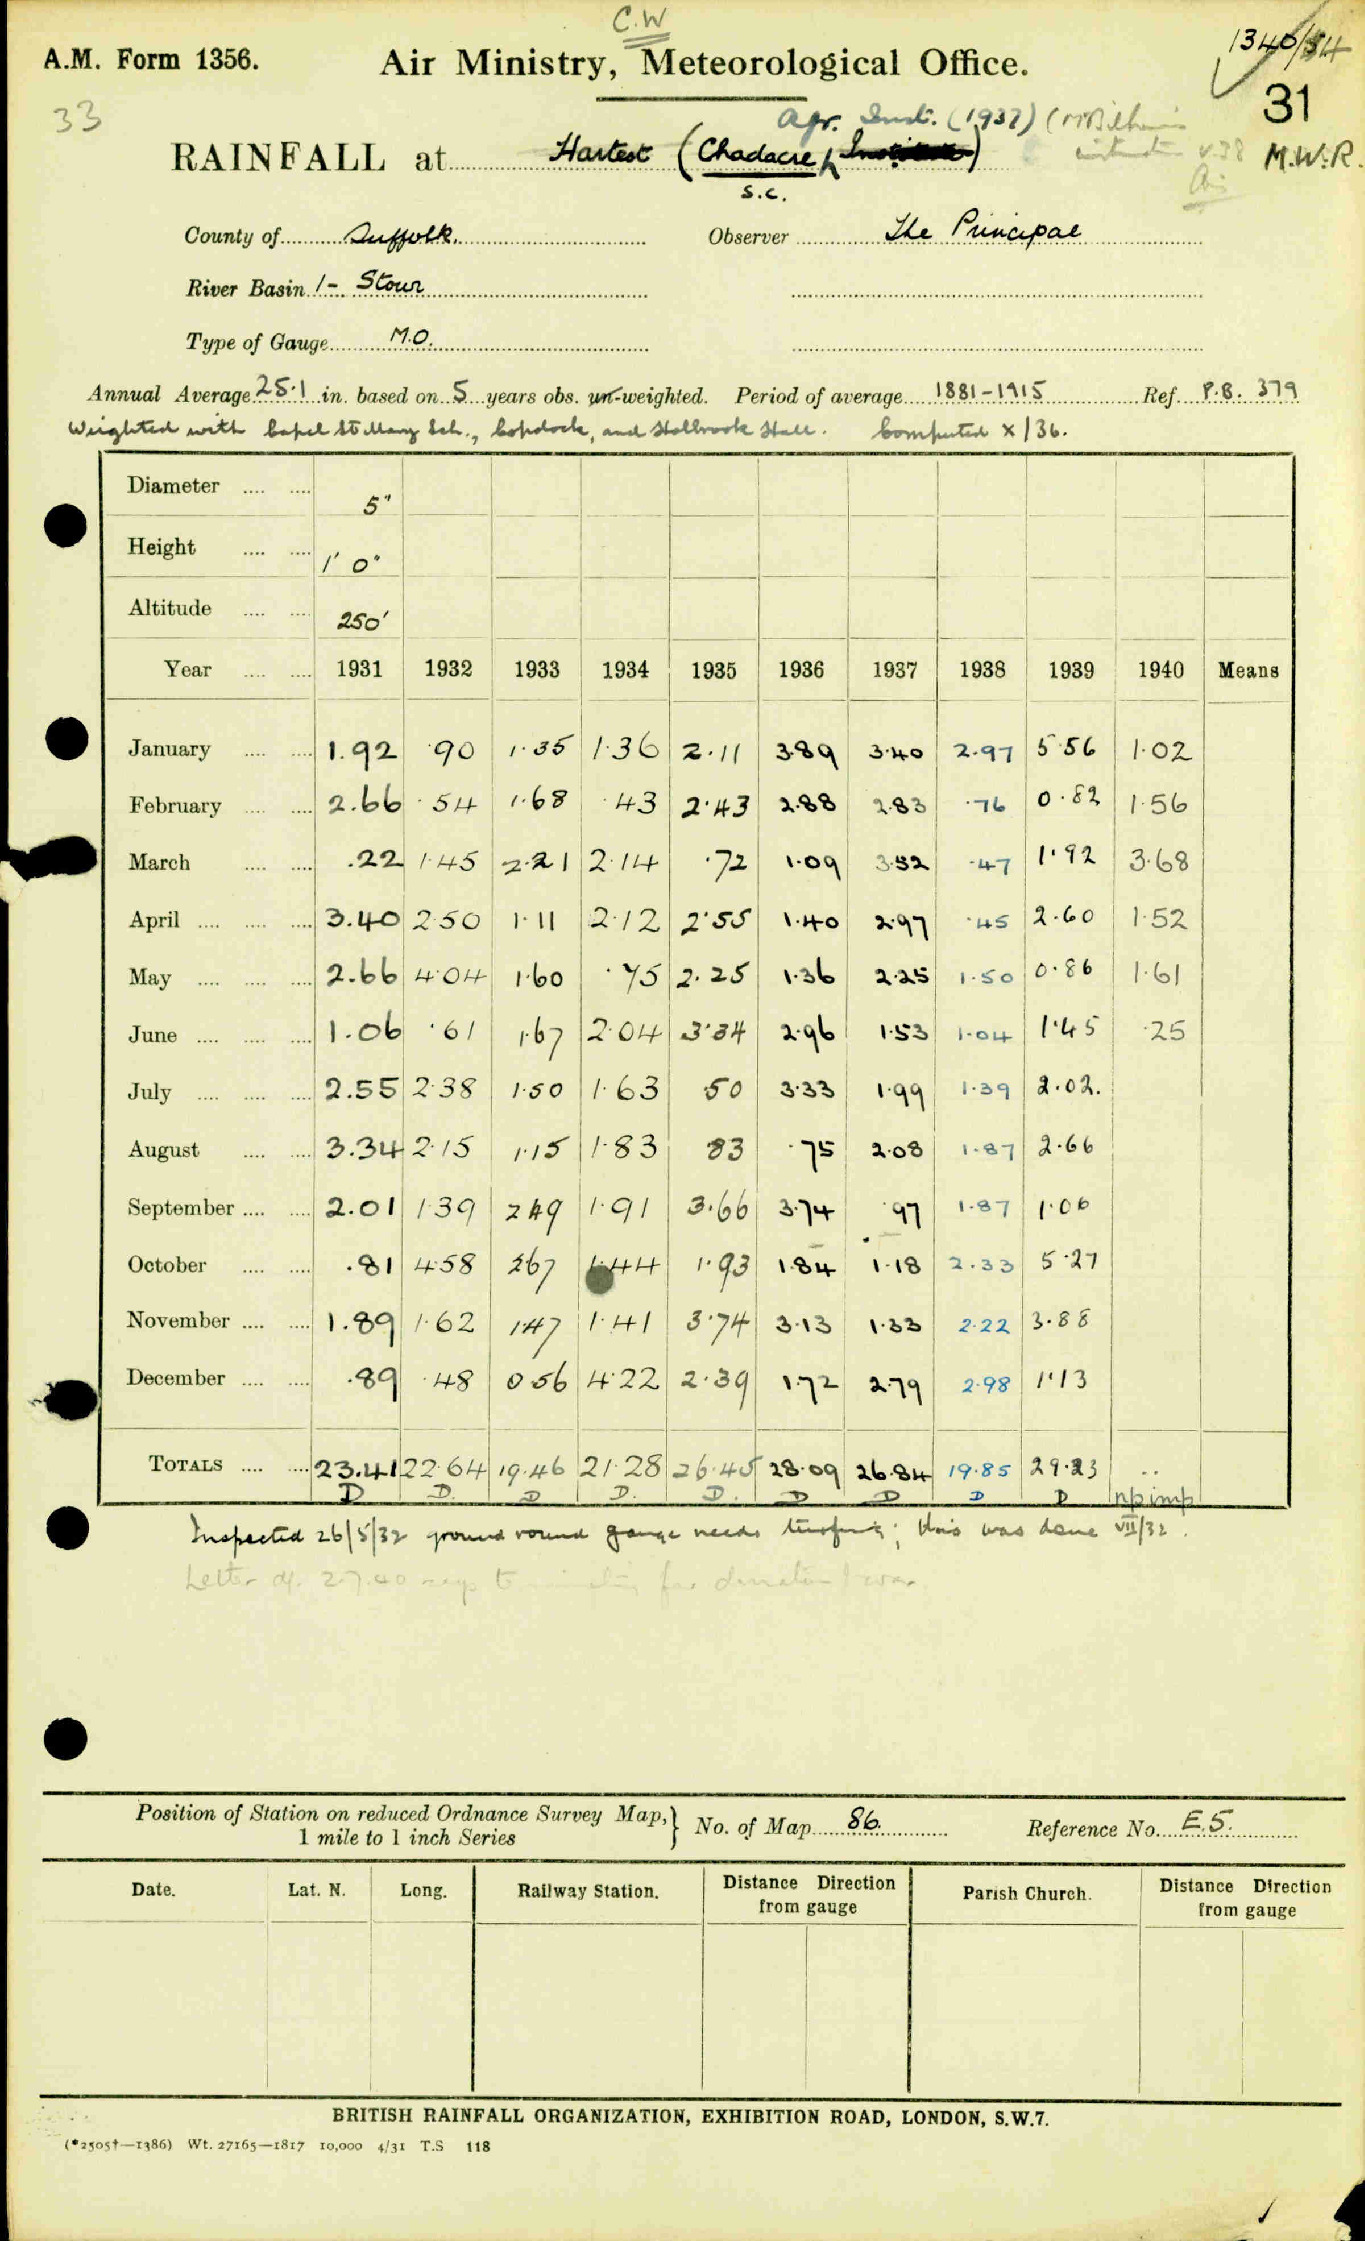 C.W
A.M. Form 1356. Air Ministry, Meteorological Office. 1340/34
33 31
Agr. Inst. (1937)
RAINFALL at Hartest (Chadacre) M.W.R.
S.C.
County of Suffolk. Observer The Principal
River Basin 1- Stour
Type of Gauge M.O.
Annual Average 25.1 in. based on 5 years obs. un-weighted. Period of average 1881-1915 Ref. P.B. 379
Weighted with Capel St Mary Sch., Copdock, and Holbrook Hall. Computed X/36.
Diameter .... .... 5"
Height .... .... 1' 0"
Altitude .... .... 250'
Year .... .... 1931 1932 1933 1934 1935 1936 1937 1938 1939 1940 Means
January .... .... 1.92 .90 1.35 1.36 2.11 3.89 3.40 2.97 5.56 1.02
February .... .... 2.66 .54 1.68 .43 2.43 2.88 2.83 .76 0.82 1.56
March .... .... .22 1.45 2.21 2.14 .72 1.09 3.52 .47 1.92 3.68
April .... .... .... 3.40 2.50 1.11 2.12 2.55 1.40 2.97 .45 2.60 1.52
May .... .... .... 2.66 4.04 1.60 .75 2.25 1.36 2.25 1.50 0.86 1.61
June .... .... .... 1.06 .61 1.67 2.04 3.34 2.96 1.53 1.04 1.45 .25
July .... .... .... 2.55 2.38 1.50 1.63 .50 3.33 1.99 1.39 2.02.
August .... .... 3.34 2.15 1.15 1.83 .83 .75 2.08 1.87 2.66
September .... .... 2.01 1.39 2.49 1.91 3.66 3.74 .97 1.87 1.06
October .... .... .81 4.58 2.67 1.44 1.93 1.84 1.18 2.33 5.27
November .... .... 1.89 1.62 1.47 1.41 3.74 3.13 1.33 2.22 3.88
December .... .... .89 .48 0.56 4.22 2.39 1.72 2.79 2.98 1.13
TOTALS .... .... 23.41 22.64 19.46 21.28 26.45 28.09 26.84 19.85 29.23 ..
D D. D D. D. D D D D np imp
Inspected 26/5/32 ground round gauge needs turfing; this was done VII/32.
Letter of 2.7.40 says for duration
Position of Station on reduced Ordnance Survey Map,} No. of Map 86. Reference No. E.5.
1 mile to 1 inch Series
Date. Lat. N. Long. Railway Station. Distance Direction from gauge Parish Church. Distance Direction from gauge
BRITISH RAINFALL ORGANIZATION, EXHIBITION ROAD, LONDON, S.W.7.
(*2505†—1386) Wt. 27165—1817 10,000 4/31 T.S 118